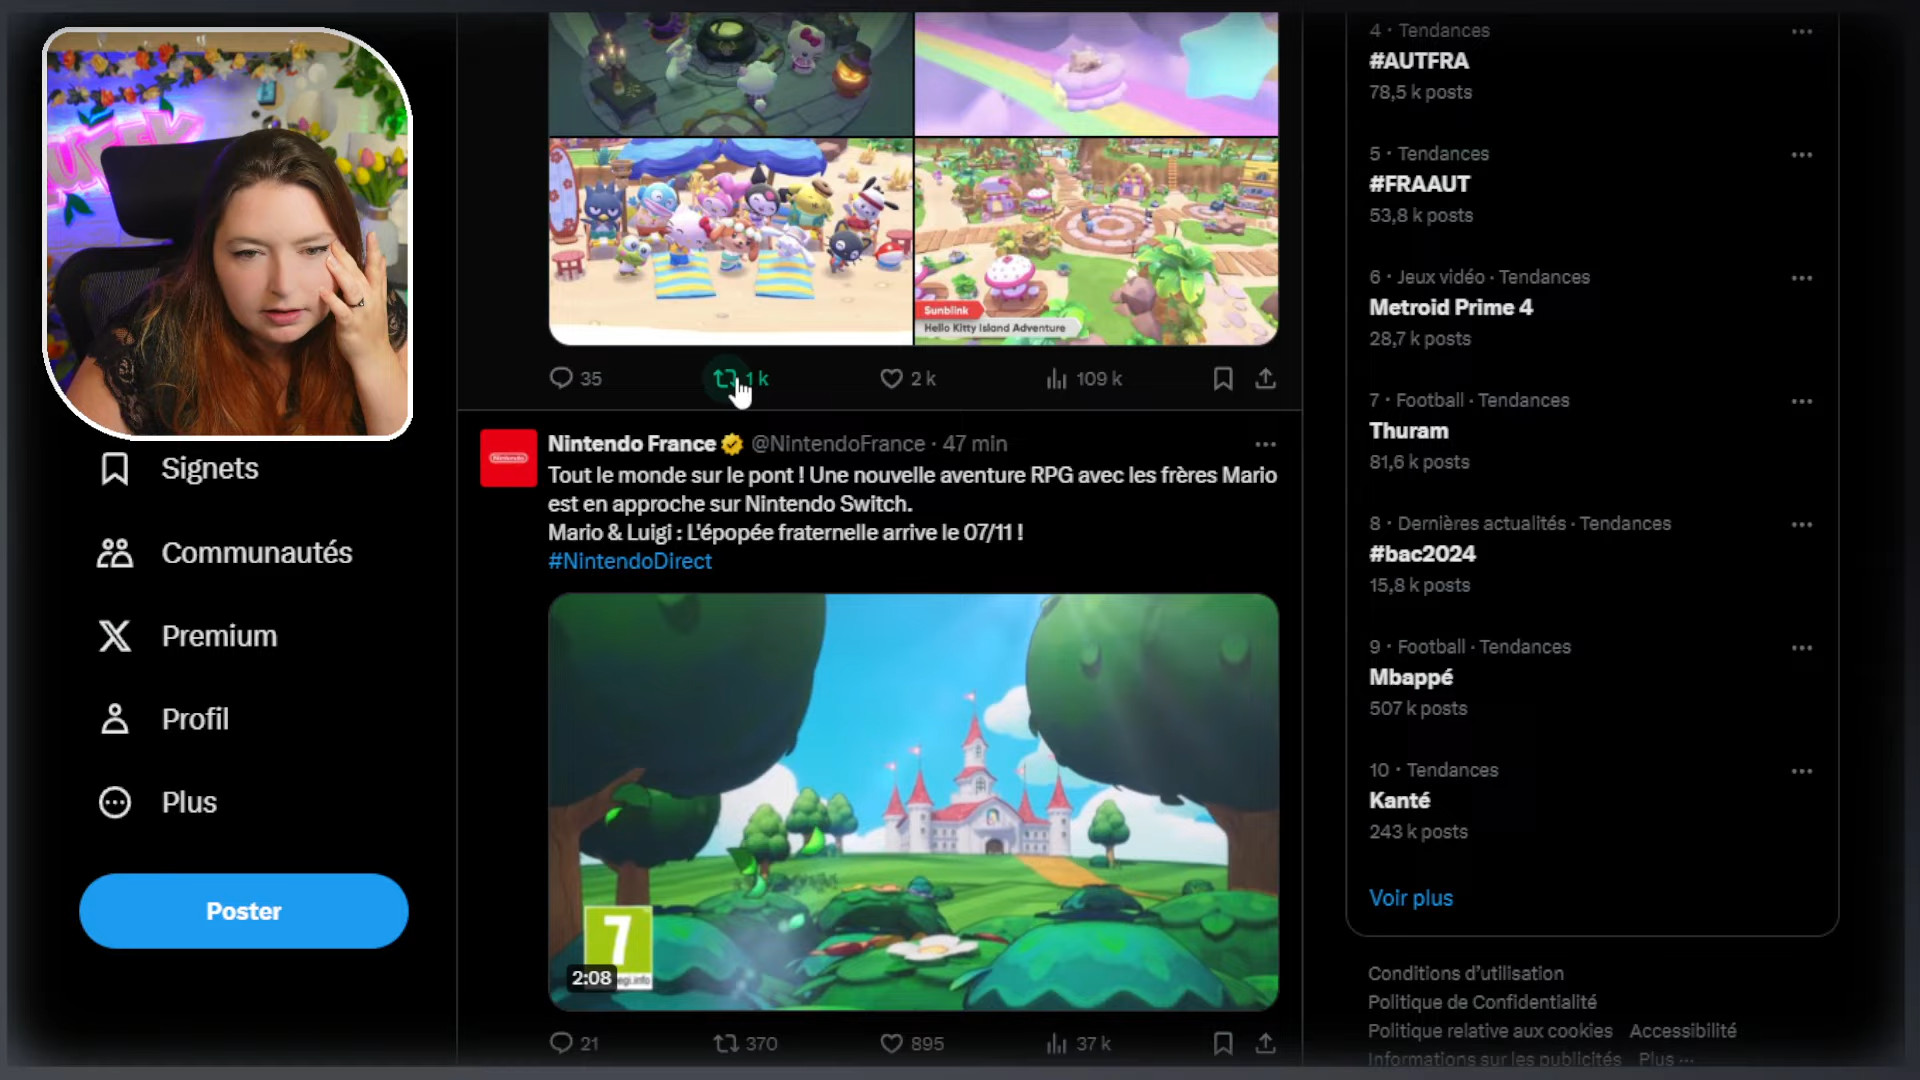 Sunblink
Hello Kitty Island Adventure
35
1 k
2 k
109 k
Nintendo
Nintendo France @NintendoFrance · 47 min
Tout le monde sur le pont ! Une nouvelle aventure RPG avec les frères Mario
est en approche sur Nintendo Switch.
Mario & Luigi : L'épopée fraternelle arrive le 07/11 !
#NintendoDirect
7
2:08
egi.info
21
370
895
37 k
Signets
Communautés
Premium
Profil
Plus
Poster
4 · Tendances
#AUTFRA
78,5 k posts
5 · Tendances
#FRAAUT
53,8 k posts
6 · Jeux vidéo · Tendances
Metroid Prime 4
28,7 k posts
7 · Football · Tendances
Thuram
81,6 k posts
8 · Dernières actualités · Tendances
#bac2024
15,8 k posts
9 · Football · Tendances
Mbappé
507 k posts
10 · Tendances
Kanté
243 k posts
Voir plus
Conditions d'utilisation
Politique de Confidentialité
Politique relative aux cookies Accessibilité
Informations sur les publicités Plus ···